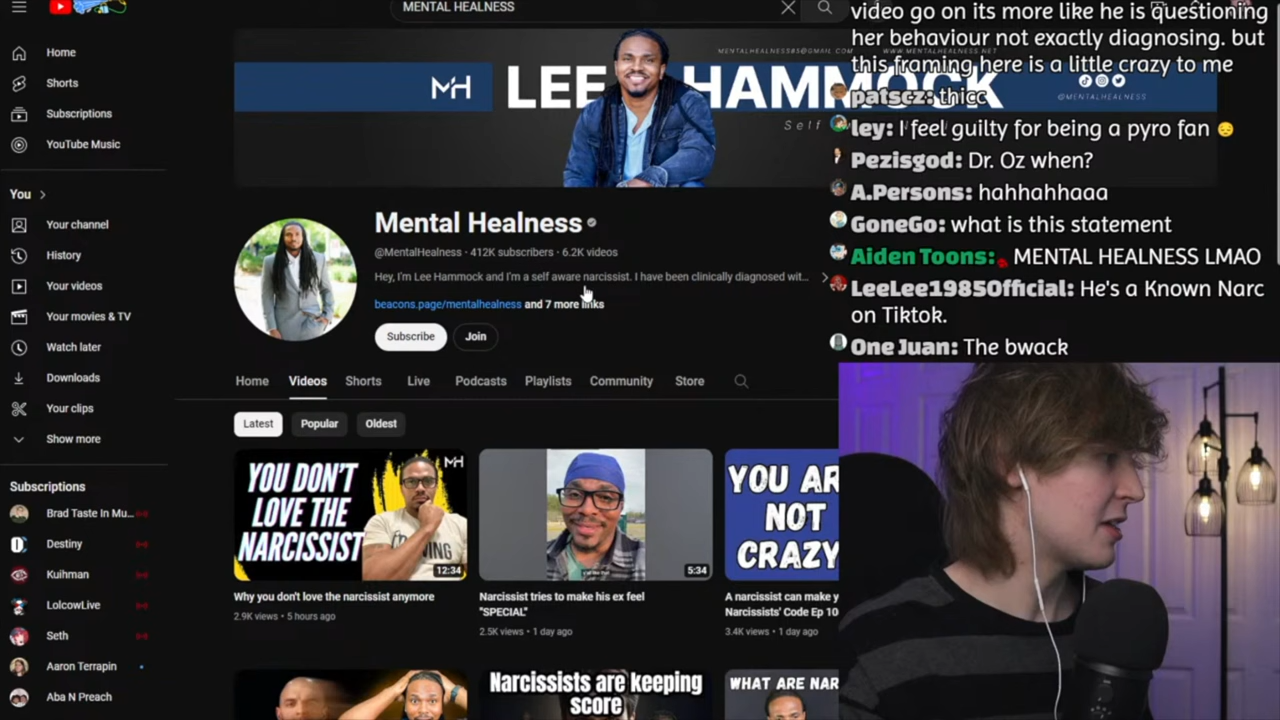 MENTAL HEALNESS
Home
Shorts
Subscriptions
YouTube Music
You
Your channel
History
Your videos
Your movies & TV
Watch later
Downloads
Your clips
Show more
Subscriptions
Brad Taste In Mu...
Destiny
Kuihman
LolcowLive
Seth
Aaron Terrapin
Aba N Preach
MENTALHEALNESS85@GMAIL.COM
WWW.MENTALHEALNESS.NET
MH
LEE HAMMOCK
@MENTALHEALNESS
Self
Mental Healness
@MentalHealness · 412K subscribers · 6.2K videos
Hey, I'm Lee Hammock and I'm a self aware narcissist. I have been clinically diagnosed wit...
beacons.page/mentalhealness and 7 more links
Subscribe
Join
Home
Videos
Shorts
Live
Podcasts
Playlists
Community
Store
Latest
Popular
Oldest
MH
YOU DON'T
LOVE THE
NARCISSIST
12:34
Why you don't love the narcissist anymore
2.9K views · 5 hours ago
5:34
Narcissist tries to make his ex feel
"SPECIAL"
2.5K views · 1 day ago
YOU AR
NOT
CRAZY
A narcissist can make y
Narcissists' Code Ep 10
3.4K views · 1 day ago
Narcissists are keeping
score
WHAT ARE NAR
video go on its more like he is questioning
her behaviour not exactly diagnosing. but
this framing here is a little crazy to me
patscz: thicc
ley: I feel guilty for being a pyro fan 😔
Pezisgod: Dr. Oz when?
A.Persons: hahhahhaaa
GoneGo: what is this statement
Aiden Toons: MENTAL HEALNESS LMAO
LeeLee1985Official: He's a Known Narc
on Tiktok.
One Juan: The bwack